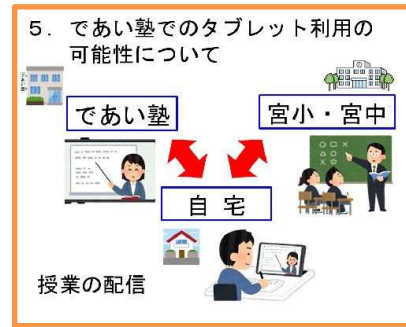 5. であい塾でのタブレット利用の
可能性について
であい塾
宮小・宮中
自 宅
授業の配信